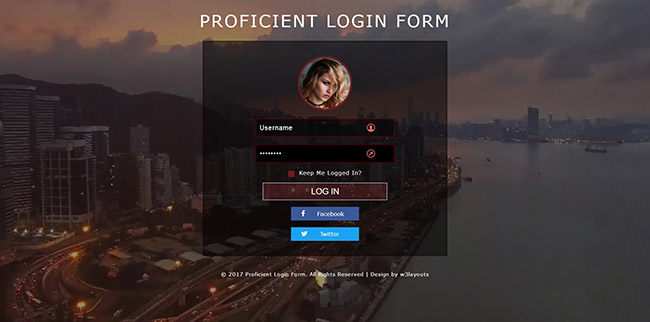 PROFICIENT LOGIN FORM
Username
••••••••
Keep Me Logged In?
LOG IN
Facebook
Twitter
© 2017 Proficient Login Form. All Rights Reserved | Design by w3layouts